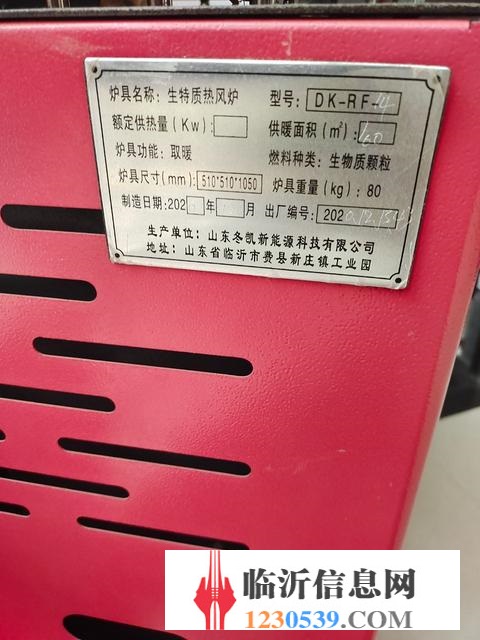 炉具名称: 生特质热风炉 型号: DK-RF-4
额定供热量(Kw): 供暖面积(㎡): 60
炉具功能: 取暖 燃料种类: 生物质颗粒
炉具尺寸(mm): 510*510*1050 炉具重量(kg): 80
制造日期: 202 年 月 出厂编号: 202
生产单位: 山东冬凯新能源科技有限公司
地址: 山东省临沂市费县新庄镇工业园
临沂信息网
1230539.com